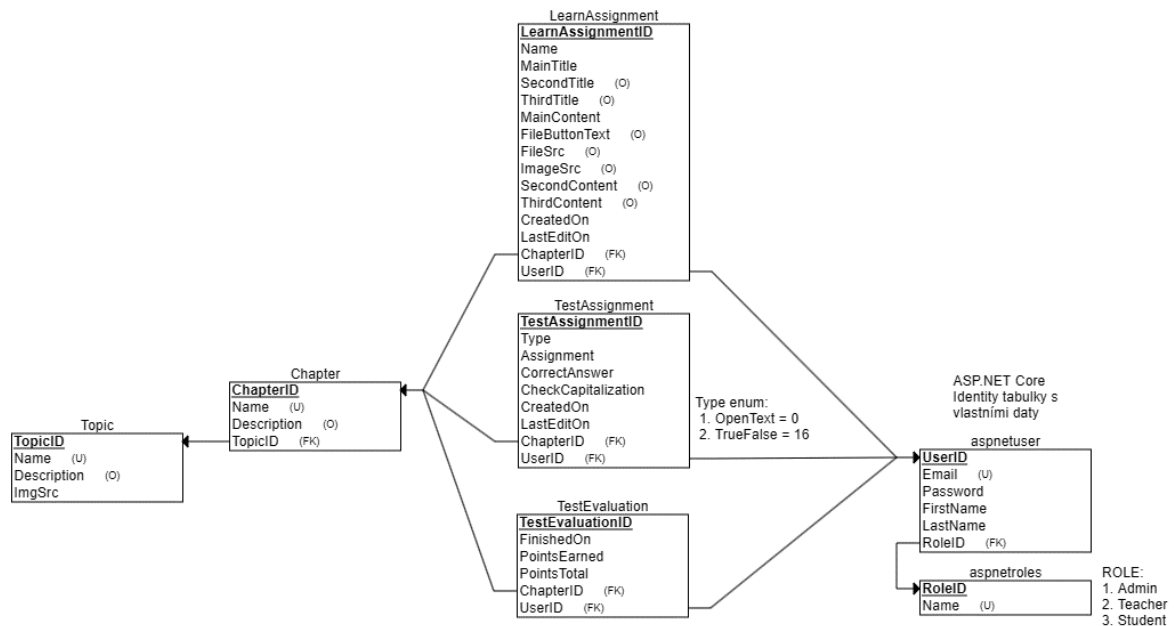 LearnAssignment
LearnAssignmentID
Name
MainTitle
SecondTitle (O)
ThirdTitle (O)
MainContent
FileButtonText (O)
FileSrc (O)
ImageSrc (O)
SecondContent (O)
ThirdContent (O)
CreatedOn
LastEditOn
ChapterID (FK)
UserID (FK)
TestAssignment
TestAssignmentID
Type
Assignment
CorrectAnswer
CheckCapitalization
CreatedOn
LastEditOn
ChapterID (FK)
UserID (FK)
Type enum:
1. OpenText = 0
2. TrueFalse = 16
Chapter
ChapterID
Name (U)
Description (O)
TopicID (FK)
Topic
TopicID
Name (U)
Description (O)
ImgSrc
TestEvaluation
TestEvaluationID
FinishedOn
PointsEarned
PointsTotal
ChapterID (FK)
UserID (FK)
ASP.NET Core
Identity tabulky s
vlastními daty
aspnetuser
UserID
Email (U)
Password
FirstName
LastName
RoleID (FK)
aspnetroles
RoleID
Name (U)
ROLE:
1. Admin
2. Teacher
3. Student